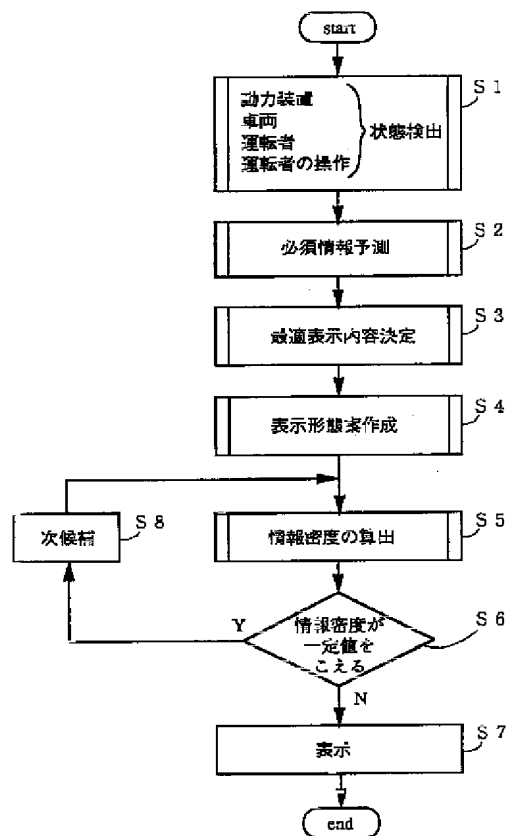 start
動力装置
車両
運転者
運転者の操作
状態検出
S 1
必須情報予測
S 2
最適表示内容決定
S 3
表示形態案作成
S 4
次候補
S 8
情報密度の算出
S 5
情報密度が
一定値を
こえる
S 6
Y
N
表示
S 7
end